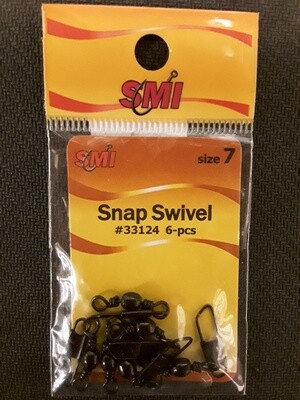 SMI
SMI
size 7
Snap Swivel
#33124 6-pcs